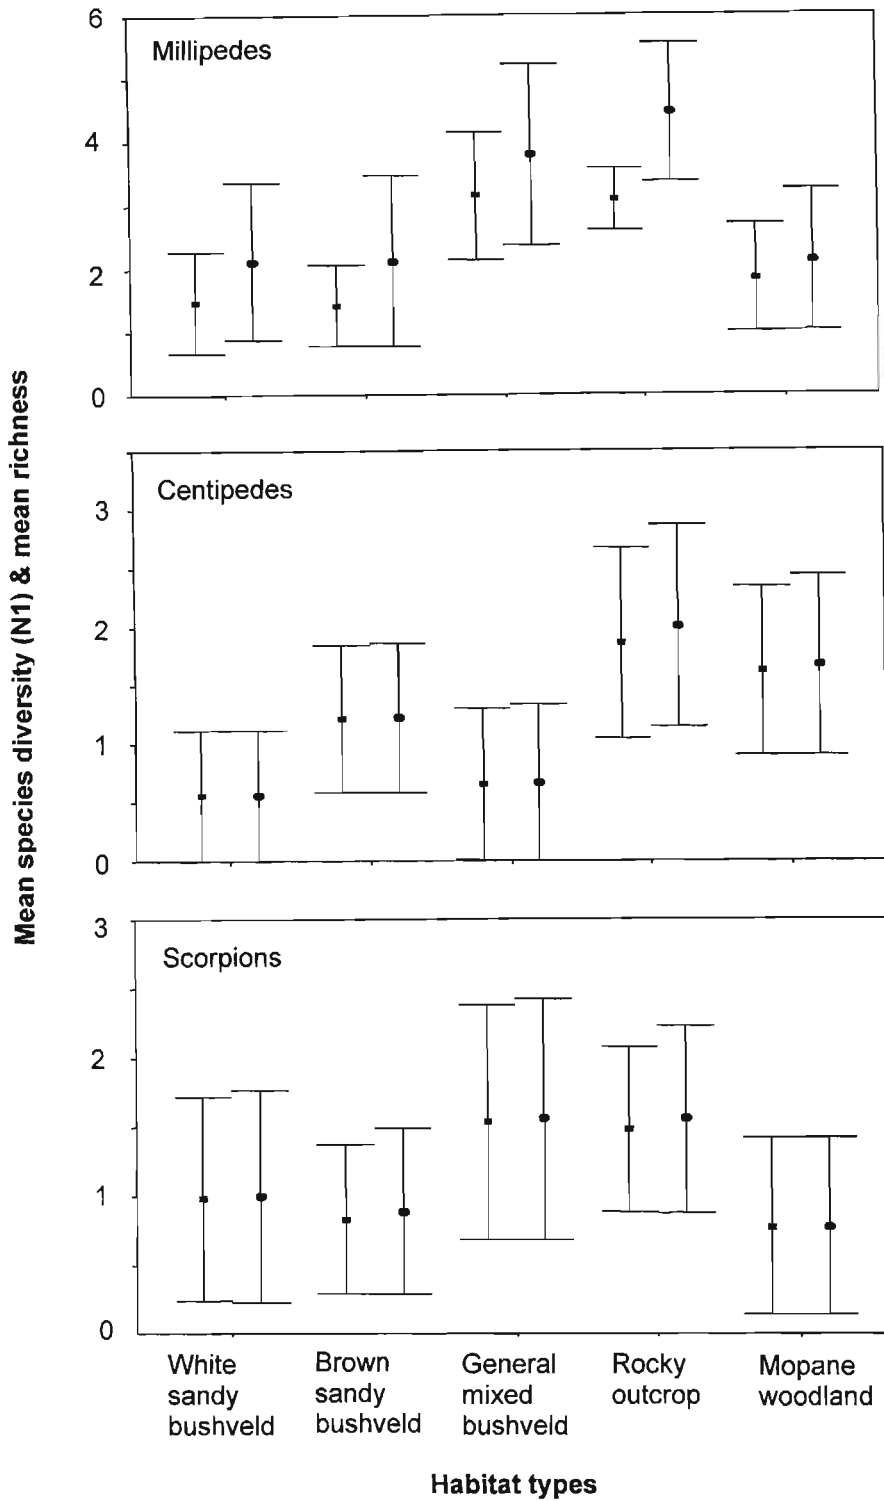 Mean species diversity (N1) & mean richness
6
Millipedes
4
2
0
Centipedes
3
2
1
0
3
Scorpions
2
1
0
White
sandy
bushveld
Brown
sandy
bushveld
General
mixed
bushveld
Rocky
outcrop
Mopane
woodland
Habitat types